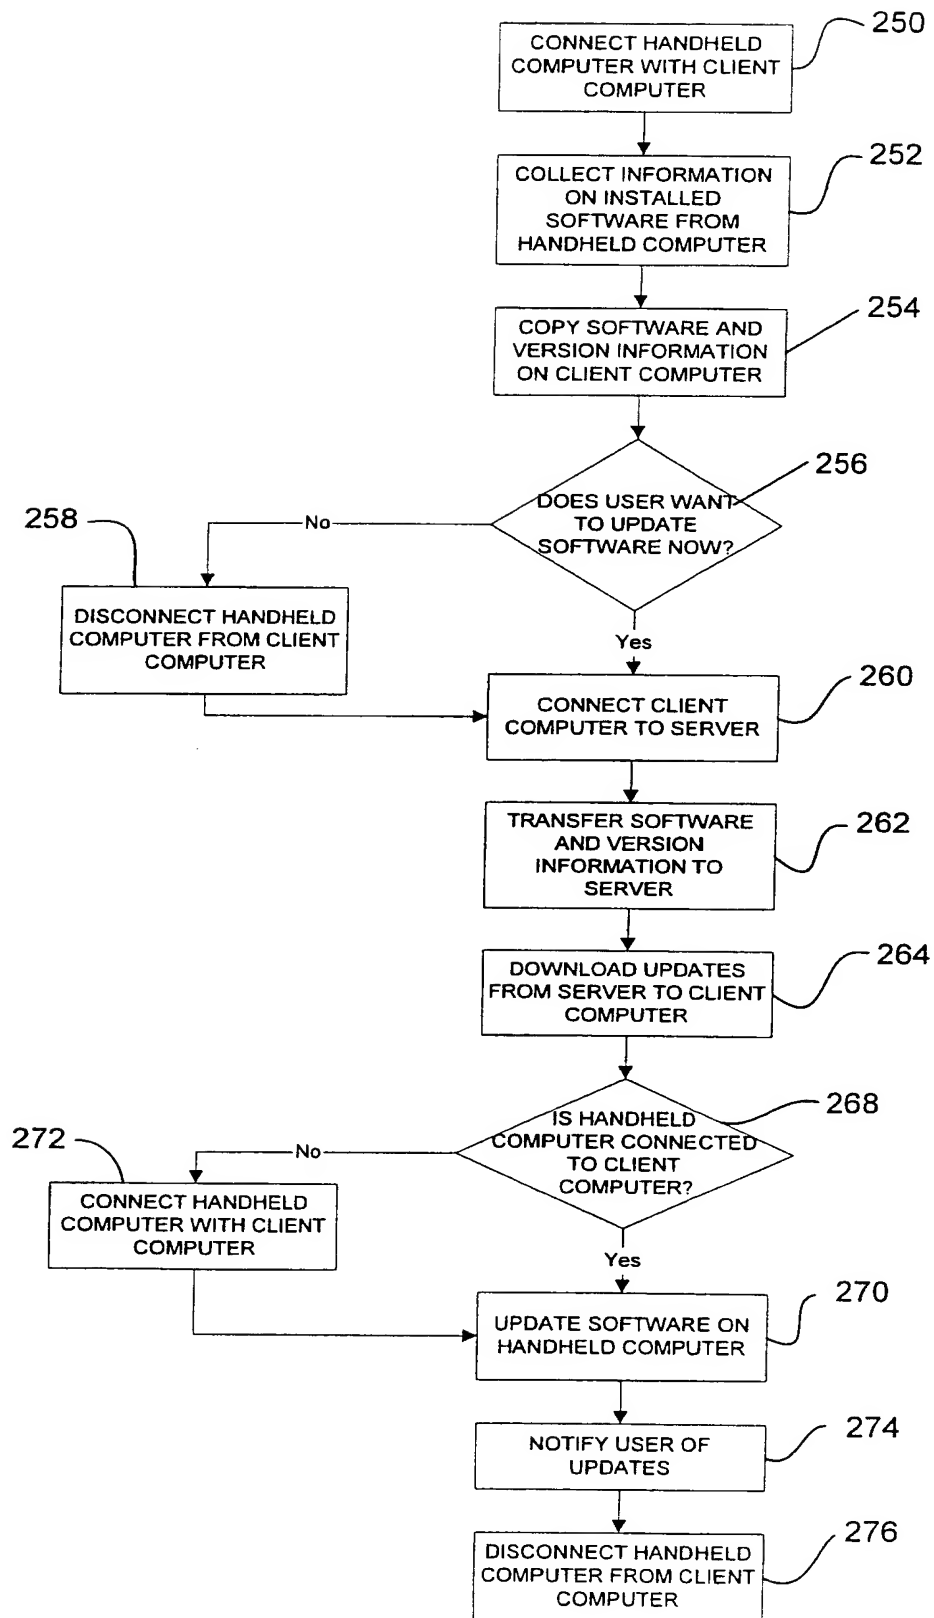 250
CONNECT HANDHELD
COMPUTER WITH CLIENT
COMPUTER
252
COLLECT INFORMATION
ON INSTALLED
SOFTWARE FROM
HANDHELD COMPUTER
254
COPY SOFTWARE AND
VERSION INFORMATION
ON CLIENT COMPUTER
256
DOES USER WANT
TO UPDATE
SOFTWARE NOW?
No
258
DISCONNECT HANDHELD
COMPUTER FROM CLIENT
COMPUTER
Yes
260
CONNECT CLIENT
COMPUTER TO SERVER
262
TRANSFER SOFTWARE
AND VERSION
INFORMATION TO
SERVER
264
DOWNLOAD UPDATES
FROM SERVER TO CLIENT
COMPUTER
268
IS HANDHELD
COMPUTER CONNECTED
TO CLIENT
COMPUTER?
No
272
CONNECT HANDHELD
COMPUTER WITH CLIENT
COMPUTER
Yes
270
UPDATE SOFTWARE ON
HANDHELD COMPUTER
274
NOTIFY USER OF
UPDATES
276
DISCONNECT HANDHELD
COMPUTER FROM CLIENT
COMPUTER